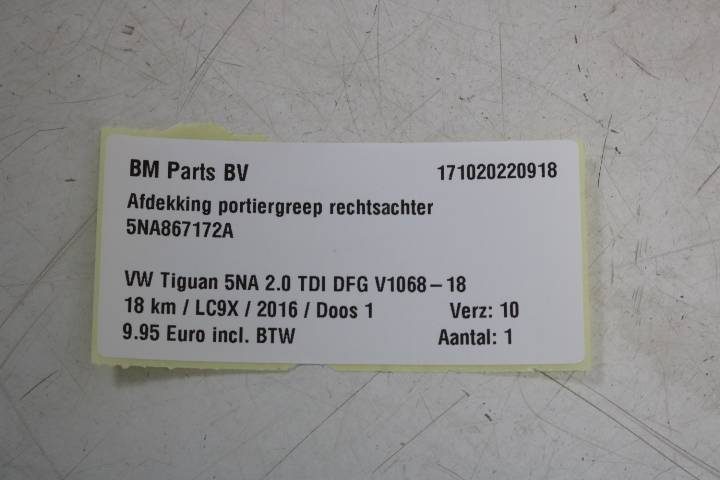 BM Parts BV 171020220918
Afdekking portiergreep rechtsachter
5NA867172A
VW Tiguan 5NA 2.0 TDI DFG V1068-18
18 km / LC9X / 2016 / Doos 1 Verz: 10
9.95 Euro incl. BTW Aantal: 1